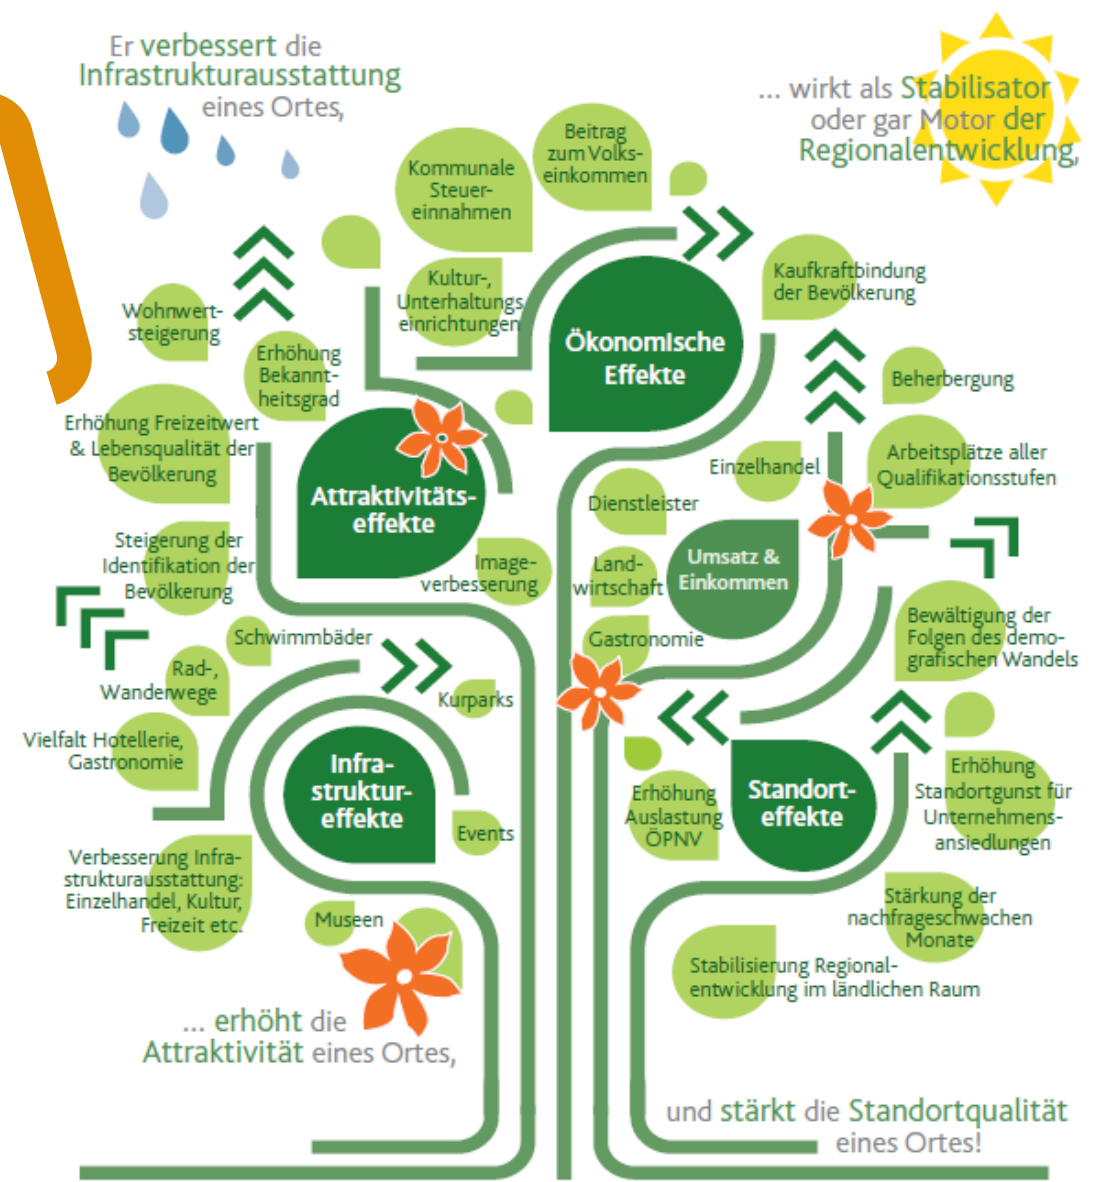 Er verbessert die
Infrastrukturausstattung
eines Ortes,
... wirkt als Stabilisator
oder gar Motor der
Regionalentwicklung,
Beitrag
zum Volks-
einkommen
Kommunale
Steuer-
einnahmen
Kultur-,
Unterhaltungs
einrichtungen
Kaufkraftbindung
der Bevölkerung
Ökonomische
Effekte
Wohnwert-
steigerung
Erhöhung
Bekannt-
heitsgrad
Erhöhung Freizeitwert
& Lebensqualität der
Bevölkerung
Attraktivitäts-
effekte
Steigerung der
Identifikation der
Bevölkerung
Image-
verbesserung
Beherbergung
Einzelhandel
Arbeitsplätze aller
Qualifikationsstufen
Dienstleister
Land-
wirtschaft
Umsatz &
Einkommen
Gastronomie
Bewältigung der
Folgen des demo-
grafischen Wandels
Schwimmbäder
Rad-,
Wanderwege
Kurparks
Vielfalt Hotellerie,
Gastronomie
Infra-
struktur-
effekte
Events
Verbesserung Infra-
strukturausstattung:
Einzelhandel, Kultur,
Freizeit etc.
Museen
Erhöhung
Auslastung
ÖPNV
Standort-
effekte
Erhöhung
Standortgunst für
Unternehmens-
ansiedlungen
Stärkung der
nachfrageschwachen
Monate
Stabilisierung Regional-
entwicklung im ländlichen Raum
... erhöht die
Attraktivität eines Ortes,
und stärkt die Standortqualität
eines Ortes!